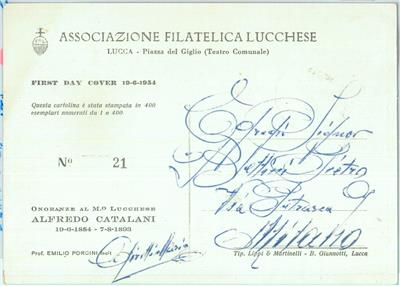 ASSOCIAZIONE FILATELICA LUCCHESE
LUCCA - Piazza del Giglio (Teatro Comunale)
FIRST DAY COVER 19-6-1954
Questa cartolina è stata stampata in 400
esemplari numerati da 1 a 400
No 21
Egregio Signor
Pietro
Via
Milano
ONORANZE AL M.o LUCCHESE
ALFREDO CATALANI
19-6-1854 - 7-8-1893
Prof. EMILIO PORCINI
Tip. Lippi & Martinelli - B. Giannotti, Lucca